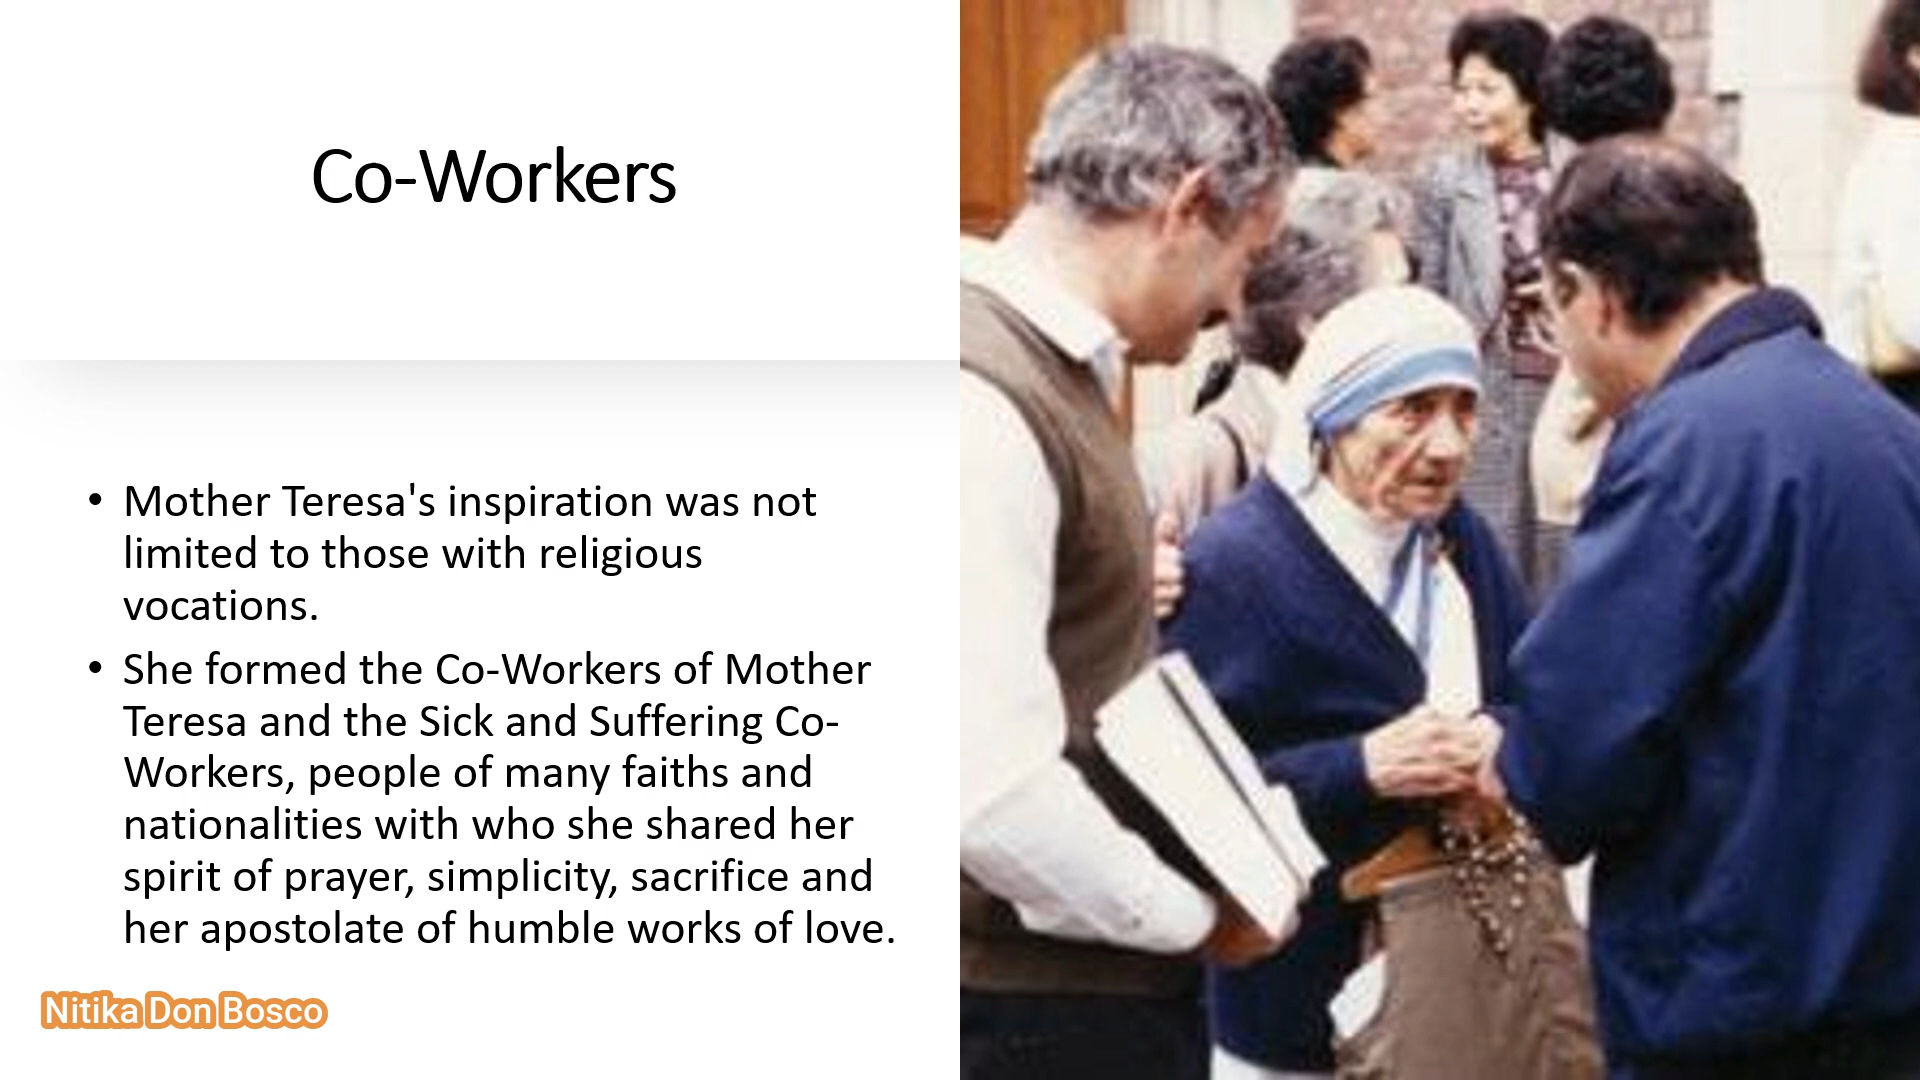 Co-Workers
• Mother Teresa's inspiration was not
limited to those with religious
vocations.
• She formed the Co-Workers of Mother
Teresa and the Sick and Suffering Co-
Workers, people of many faiths and
nationalities with who she shared her
spirit of prayer, simplicity, sacrifice and
her apostolate of humble works of love.
Nitika Don Bosco